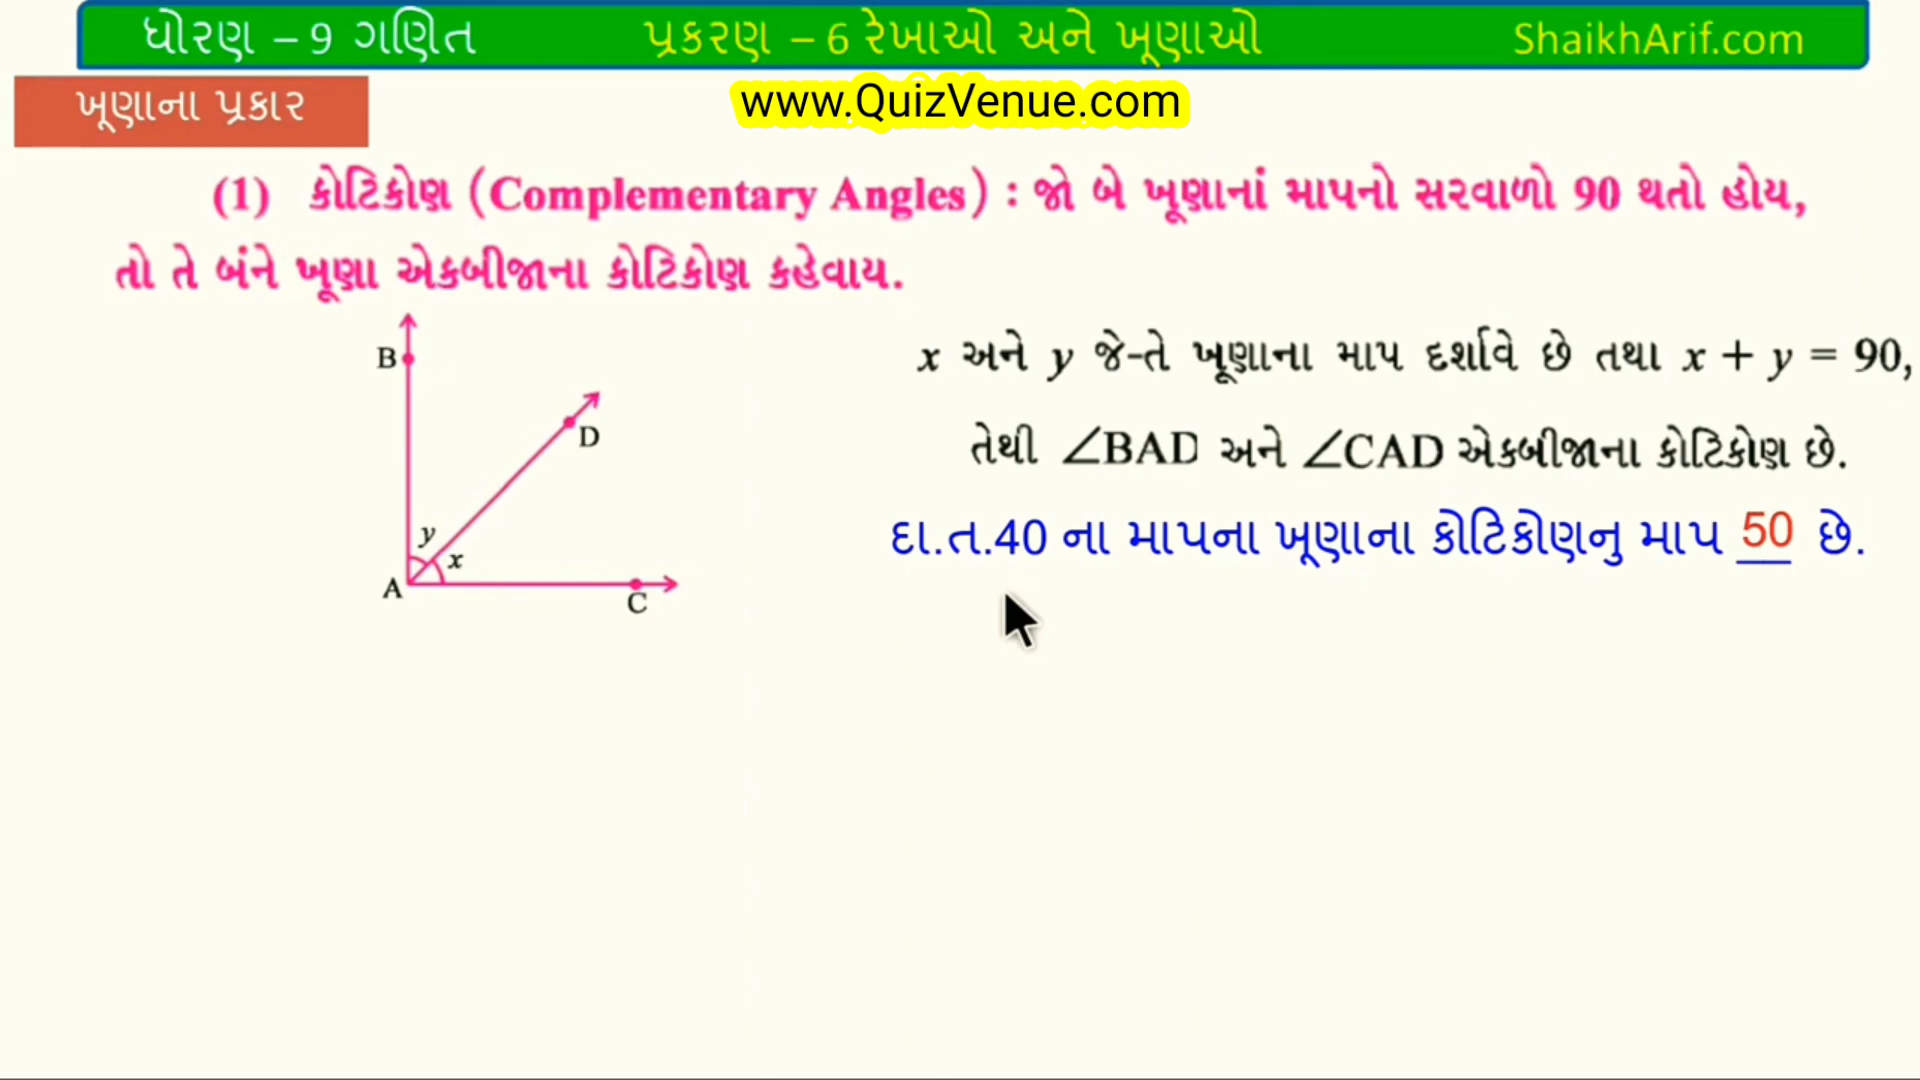 ધોરણ – 9 ગણિત પ્રકરણ – 6 રેખાઓ અને ખૂણાઓ ShaikhArif.com
ખૂણાના પ્રકાર
www.QuizVenue.com
(1) કોટિકોણ (Complementary Angles) : જો બે ખૂણાનાં માપનો સરવાળો 90 થતો હોય,
તો તે બંને ખૂણા એકબીજાના કોટિકોણ કહેવાય.
B
D
y
x
A
C
x અને y જે-તે ખૂણાના માપ દર્શાવે છે તથા x + y = 90,
તેથી ∠BAD અને ∠CAD એકબીજાના કોટિકોણ છે.
દા.ત.40 ના માપના ખૂણાના કોટિકોણનુ માપ 50 છે.